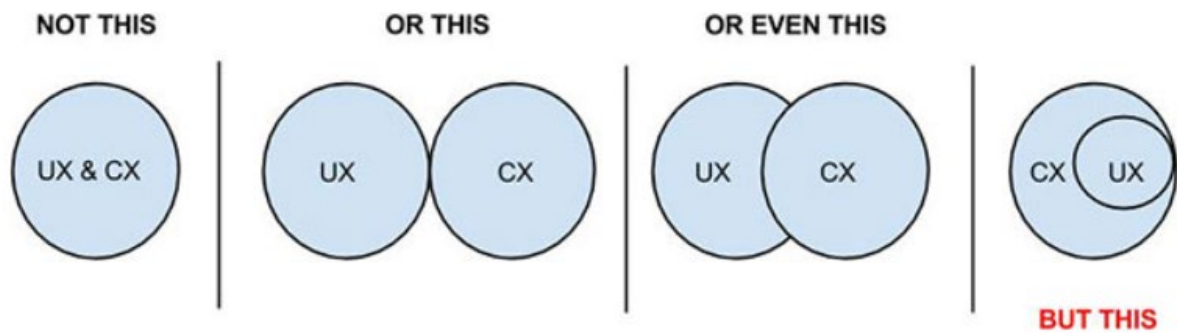 NOT THIS
OR THIS
OR EVEN THIS
UX & CX
UX
CX
UX
CX
CX
UX
BUT THIS